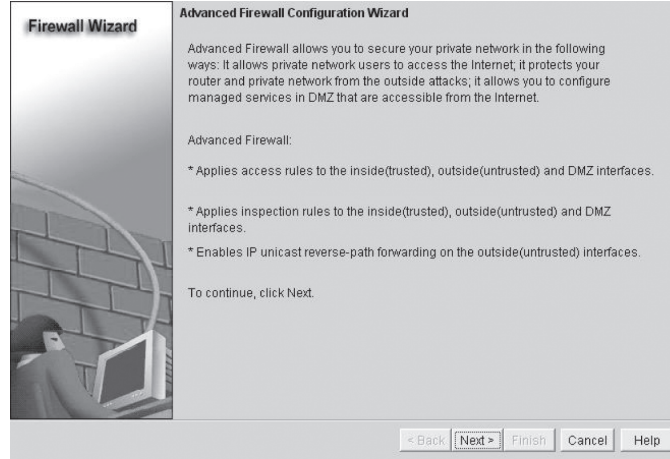 Firewall Wizard
Advanced Firewall Configuration Wizard
Advanced Firewall allows you to secure your private network in the following
ways: It allows private network users to access the Internet; it protects your
router and private network from the outside attacks; it allows you to configure
managed services in DMZ that are accessible from the Internet.
Advanced Firewall:
* Applies access rules to the inside(trusted), outside(untrusted) and DMZ interfaces.
* Applies inspection rules to the inside(trusted), outside(untrusted) and DMZ
interfaces.
* Enables IP unicast reverse-path forwarding on the outside(untrusted) interfaces.
To continue, click Next.
< Back Next > Finish Cancel Help